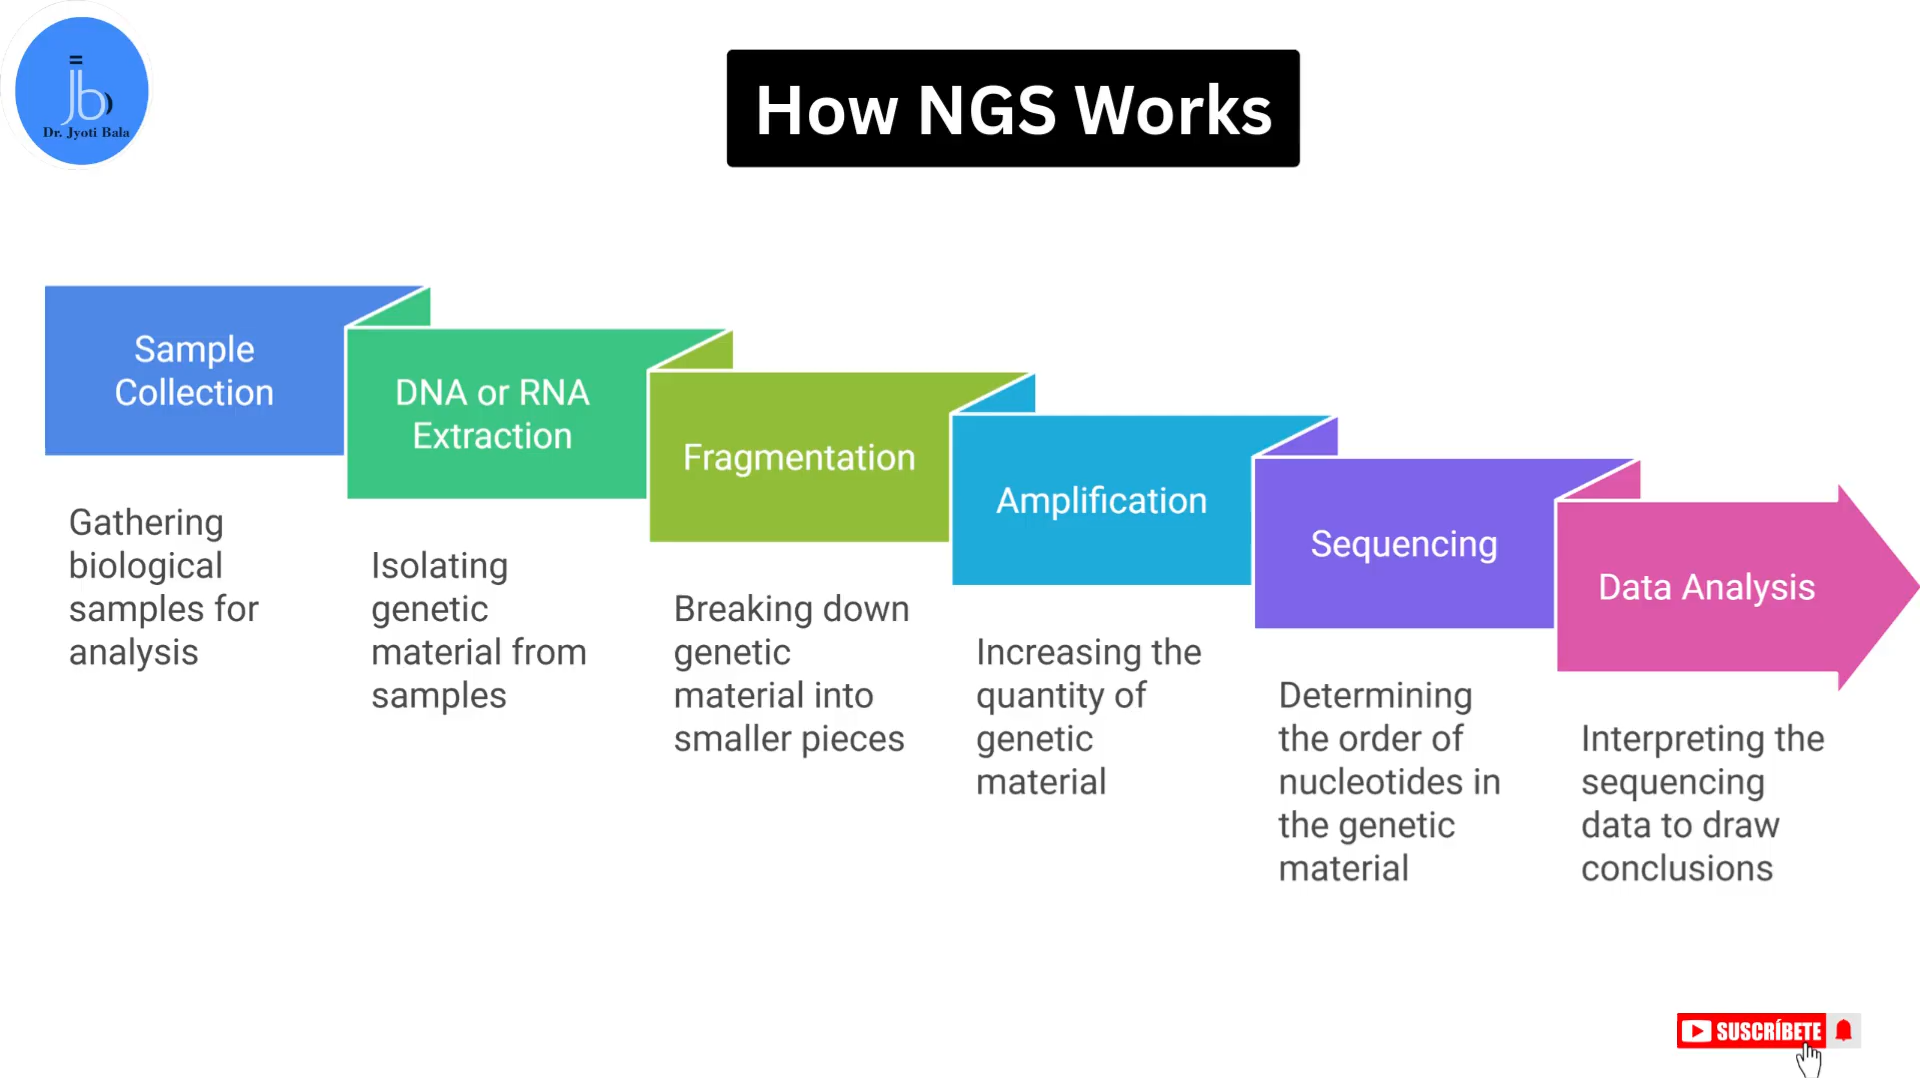 jb
Dr. Jyoti Bala
How NGS Works
Sample
Collection
Gathering
biological
samples for
analysis
DNA or RNA
Extraction
Isolating
genetic
material from
samples
Fragmentation
Breaking down
genetic
material into
smaller pieces
Amplification
Increasing the
quantity of
genetic
material
Sequencing
Determining
the order of
nucleotides in
the genetic
material
Data Analysis
Interpreting the
sequencing
data to draw
conclusions
SUSCRÍBETE